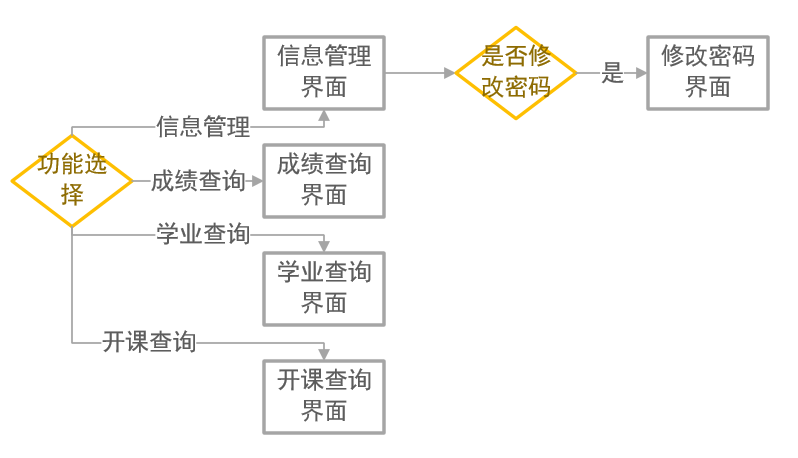 信息管理
界面
是否修
改密码
是
修改密码
界面
信息管理
功能选
择
成绩查询
成绩查询
界面
学业查询
学业查询
界面
开课查询
开课查询
界面